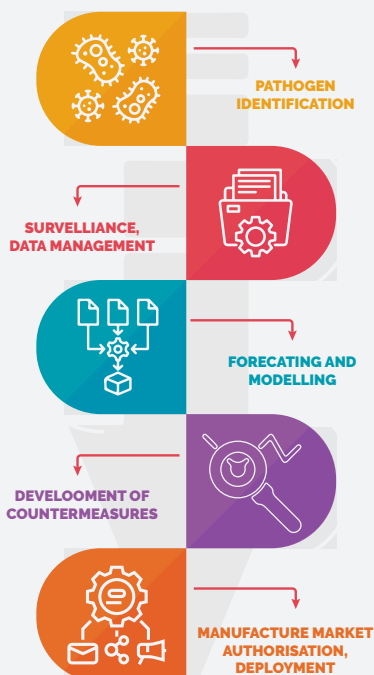 PATHOGEN
IDENTIFICATION
SURVELLIANCE,
DATA MANAGEMENT
FORECATING AND
MODELLING
DEVELOOMENT OF
COUNTERMEASURES
MANUFACTURE MARKET
AUTHORISATION,
DEPLOYMENT